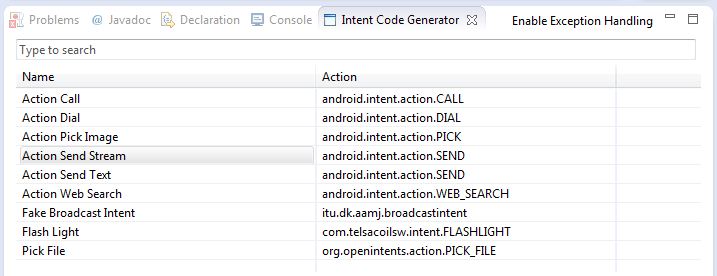 Problems @ Javadoc Declaration Console Intent Code Generator Enable Exception Handling
Type to search
Name Action
Action Call android.intent.action.CALL
Action Dial android.intent.action.DIAL
Action Pick Image android.intent.action.PICK
Action Send Stream android.intent.action.SEND
Action Send Text android.intent.action.SEND
Action Web Search android.intent.action.WEB_SEARCH
Fake Broadcast Intent itu.dk.aamj.broadcastintent
Flash Light com.telsacoilsw.intent.FLASHLIGHT
Pick File org.openintents.action.PICK_FILE